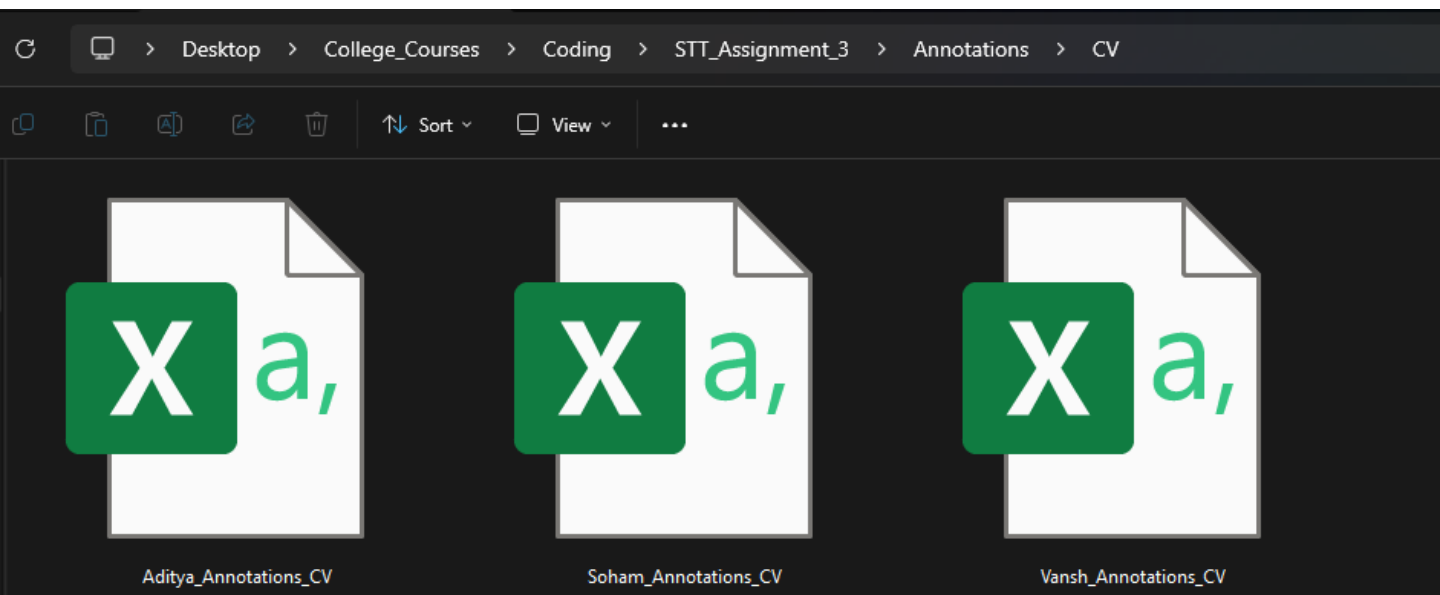 Desktop > College_Courses > Coding > STT_Assignment_3 > Annotations > CV
Sort View ...
X a, X a, X a,
Aditya_Annotations_CV Soham_Annotations_CV Vansh_Annotations_CV